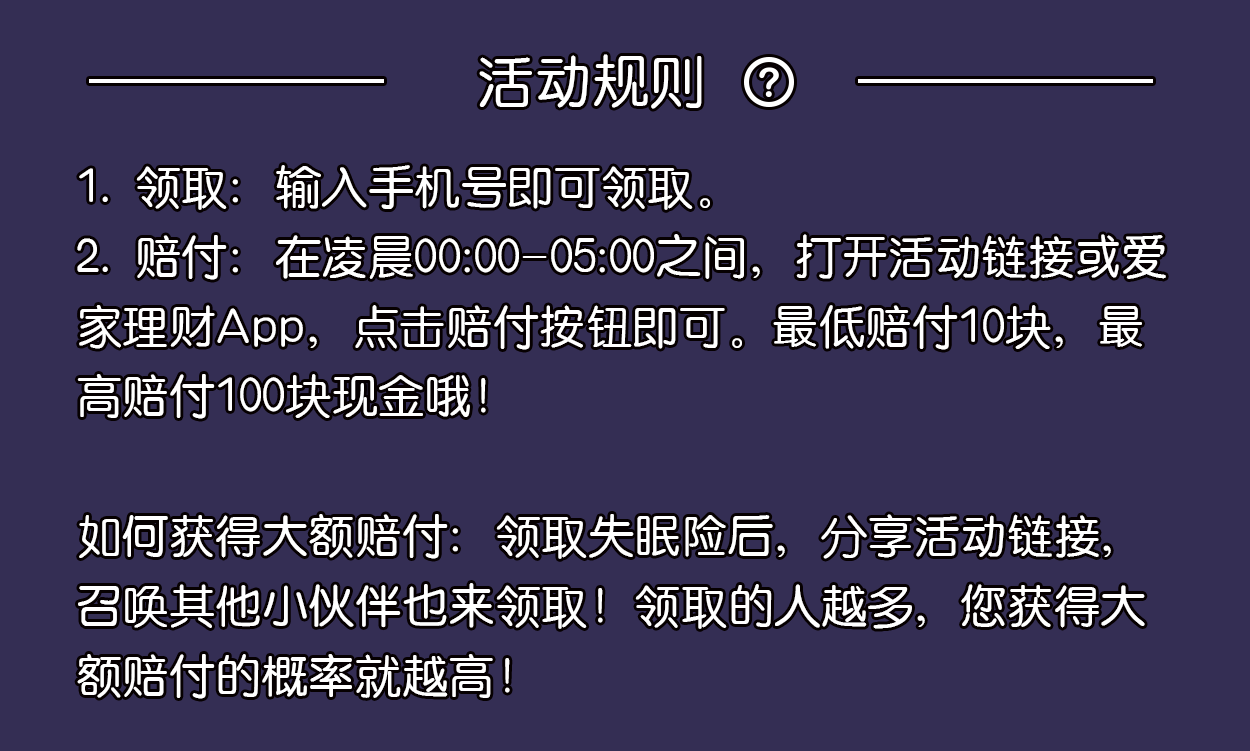 活动规则 ?
1. 领取：输入手机号即可领取。
2. 赔付：在凌晨00:00-05:00之间，打开活动链接或爱
家理财App，点击赔付按钮即可。最低赔付10块，最
高赔付100块现金哦！
如何获得大额赔付：领取失眠险后，分享活动链接，
召唤其他小伙伴也来领取！领取的人越多，您获得大
额赔付的概率就越高！